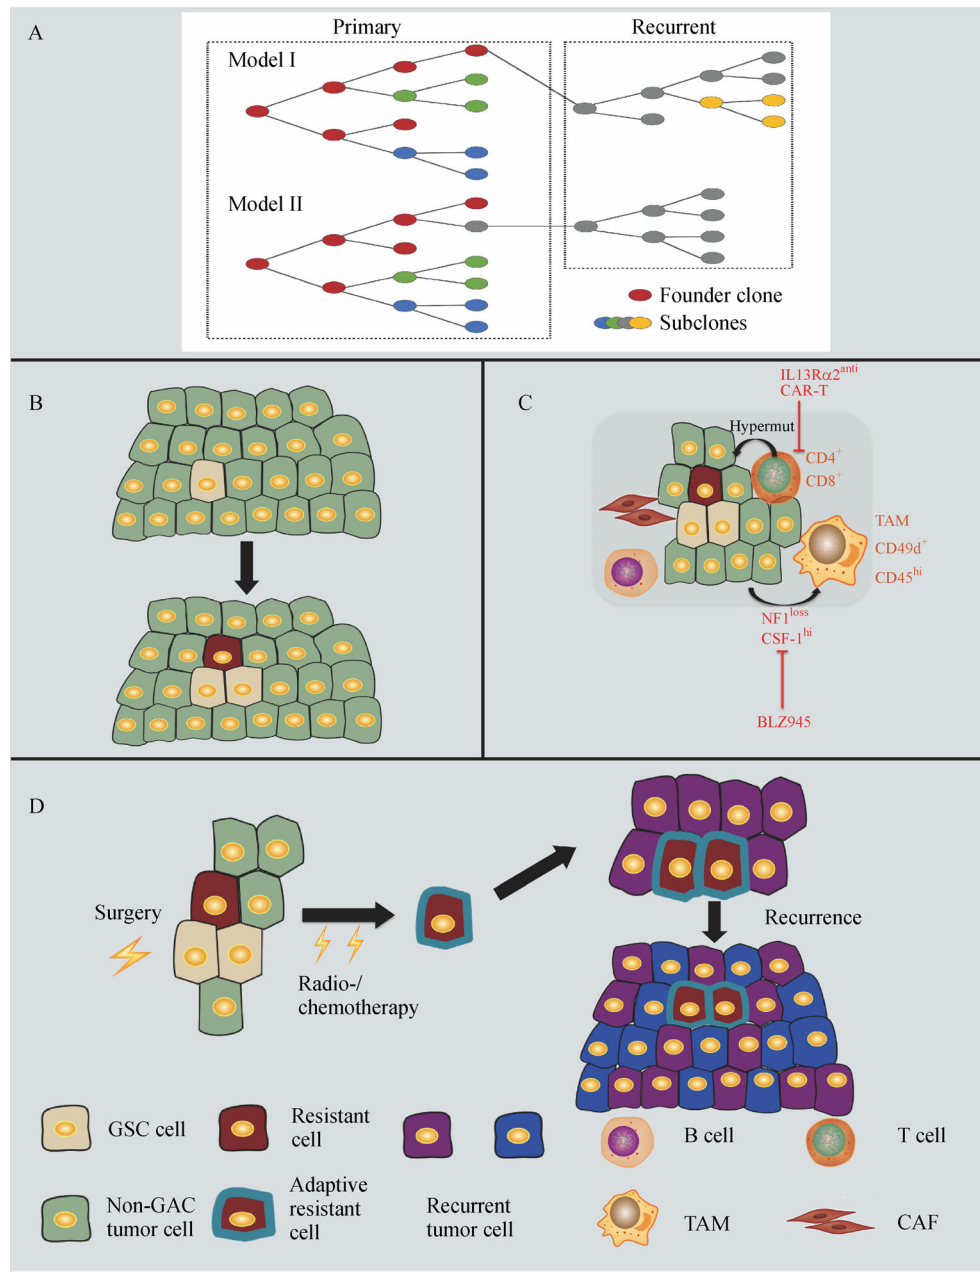 A
Primary
Recurrent
Model I
Model II
Founder clone
Subclones
B
C
IL13Rα2anti
CAR-T
Hypermut
CD4+
CD8+
TAM
CD49d+
CD45hi
NF1loss
CSF-1hi
BLZ945
D
Surgery
Radio-/
chemotherapy
Recurrence
GSC cell
Resistant
cell
B cell
T cell
Non-GAC
tumor cell
Adaptive
resistant
cell
Recurrent
tumor cell
TAM
CAF